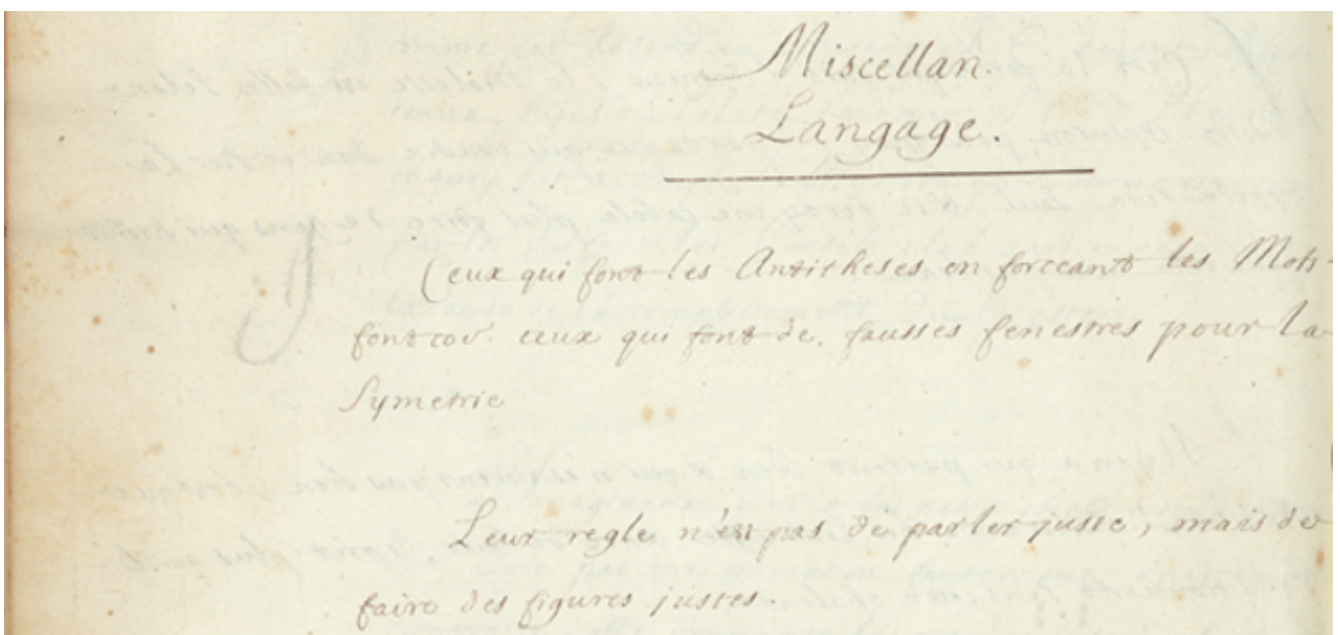 Miscellan.
Langage.
Ceux qui font les Antitheses en forceant les Mots
font coe. ceux qui font de fausses fenestres pour la
Symetrie
Leur regle n'est pas de parler juste, mais de
faire des figures justes.